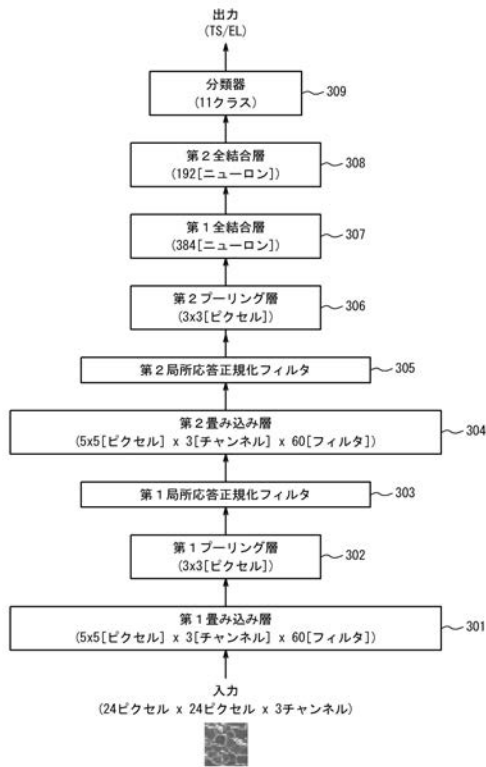 出力
(TS/EL)
分類器
(11クラス)
309
第2全結合層
(192[ニューロン])
308
第1全結合層
(384[ニューロン])
307
第2プーリング層
(3x3[ピクセル])
306
第2局所応答正規化フィルタ
305
第2畳み込み層
(5x5[ピクセル] x 3[チャンネル] x 60[フィルタ])
304
第1局所応答正規化フィルタ
303
第1プーリング層
(3x3[ピクセル])
302
第1畳み込み層
(5x5[ピクセル] x 3[チャンネル] x 60[フィルタ])
301
入力
(24ピクセル x 24ピクセル x 3チャンネル)